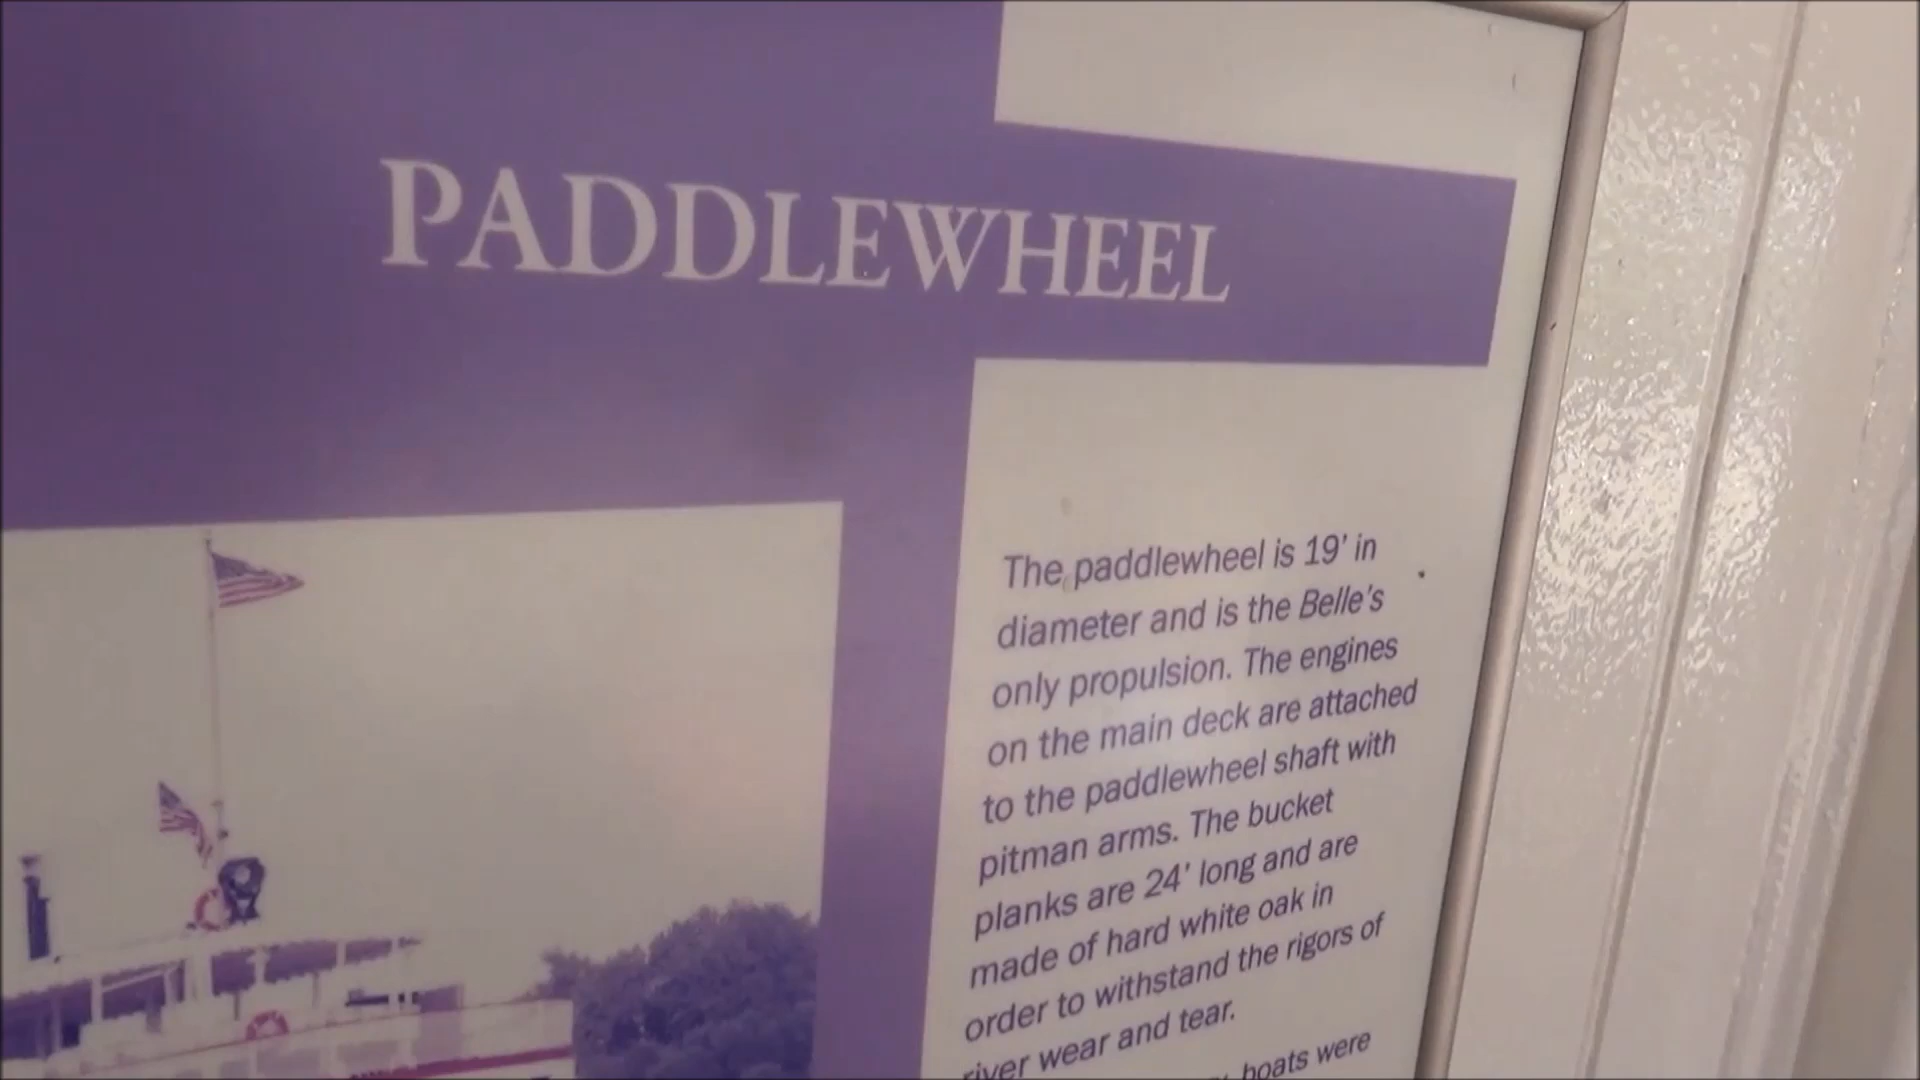 PADDLEWHEEL
The paddlewheel is 19' in
diameter and is the Belle's
only propulsion. The engines
on the main deck are attached
to the paddlewheel shaft with
pitman arms. The bucket
planks are 24' long and are
made of hard white oak in
order to withstand the rigors of
river wear and tear.
boats were